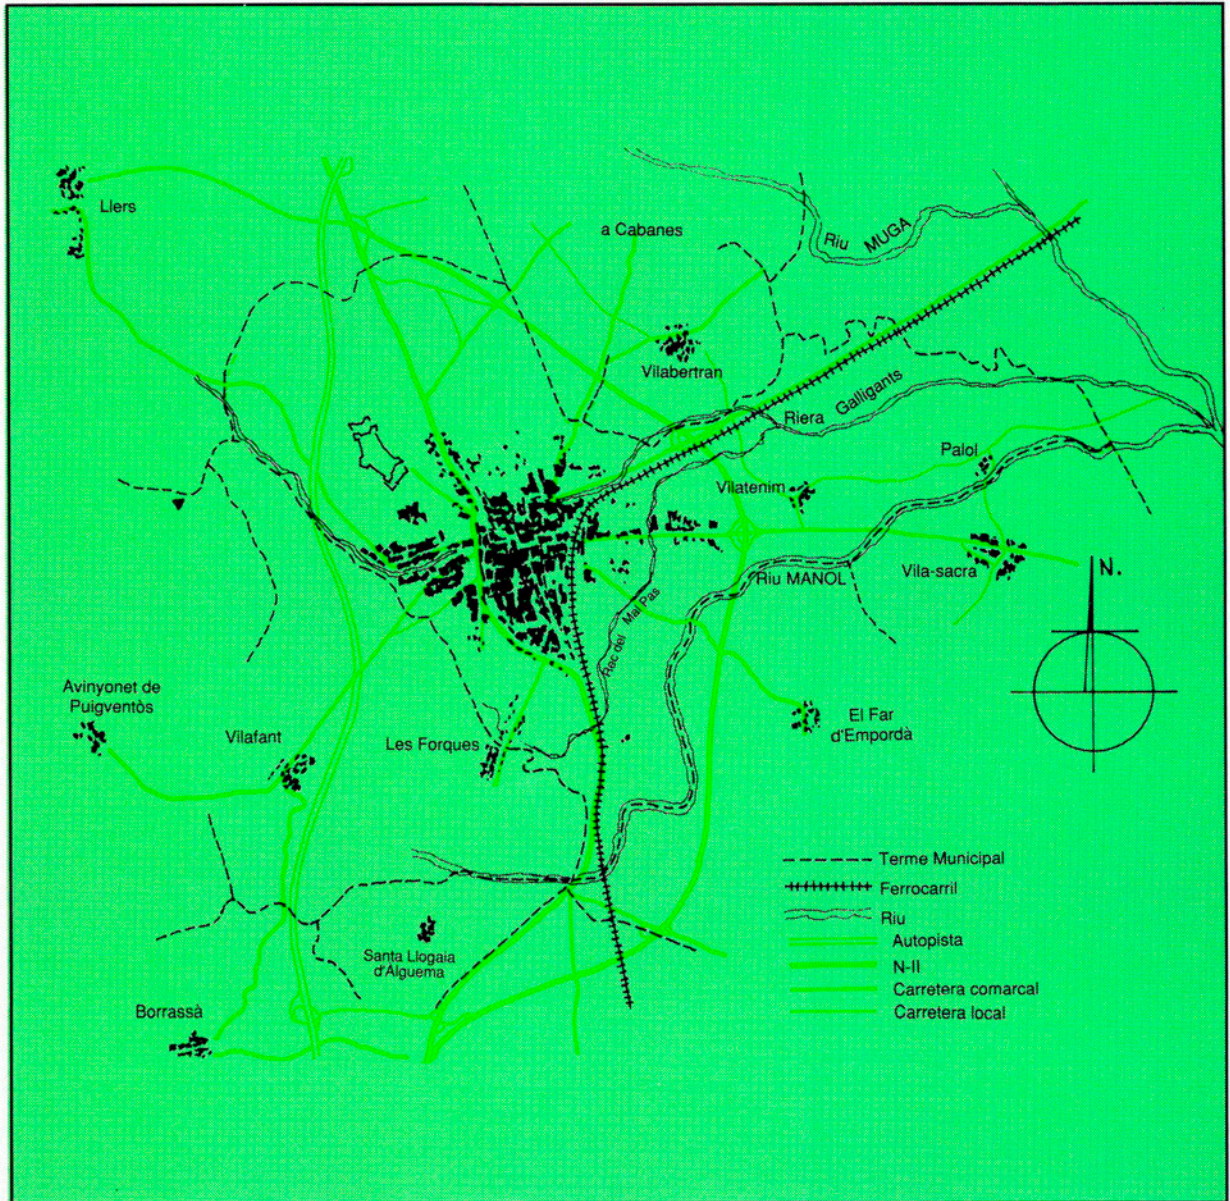 Llers
a Cabanes
Riu MUGA
Vilabertran
Riera Galligants
Palol
Vilatenim
Vila-sacra
Riu MANOL
N.
Rec del Mal Pas
Avinyonet de
Puigventòs
Vilafant
Les Forques
El Far
d'Empordà
Santa Llogaia
d'Alguema
Borrassà
Terme Municipal
Ferrocarril
Riu
Autopista
N-II
Carretera comarcal
Carretera local